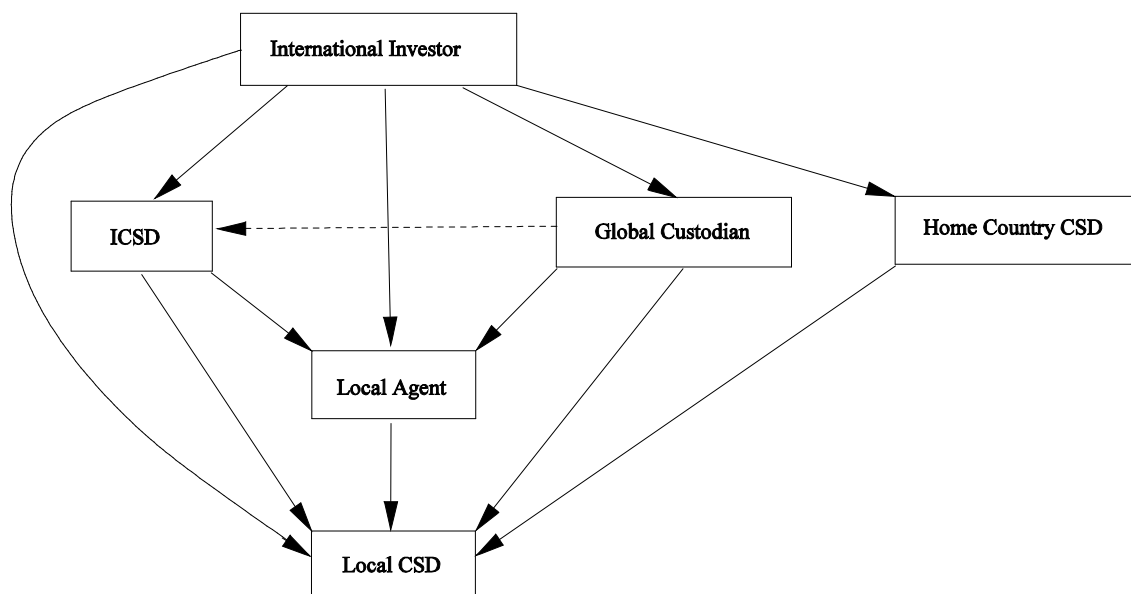 International Investor
ICSD
Global Custodian
Home Country CSD
Local Agent
Local CSD